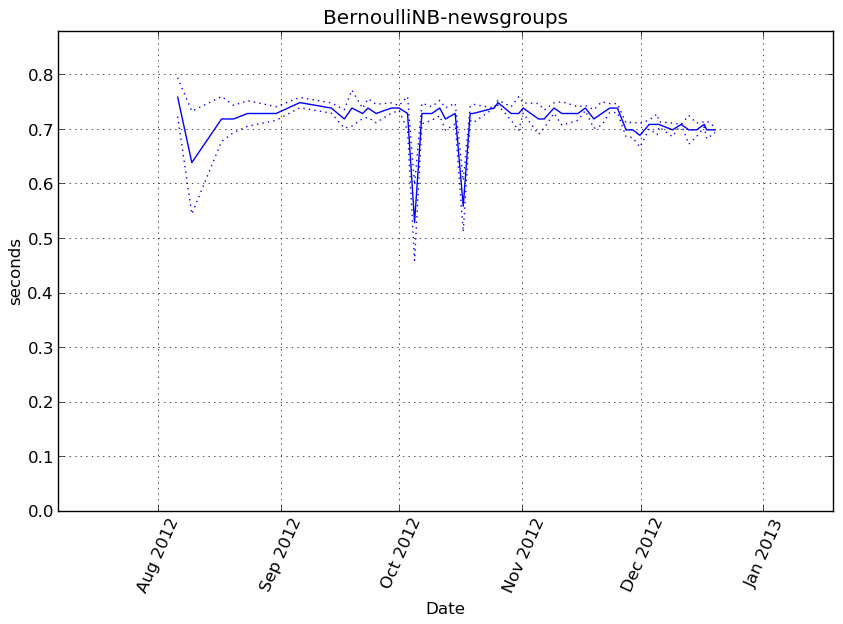 BernoulliNB-newsgroups
0.8
0.7
0.6
0.5
0.4
0.3
0.2
0.1
0.0
seconds
Aug 2012
Sep 2012
Oct 2012
Nov 2012
Dec 2012
Jan 2013
Date